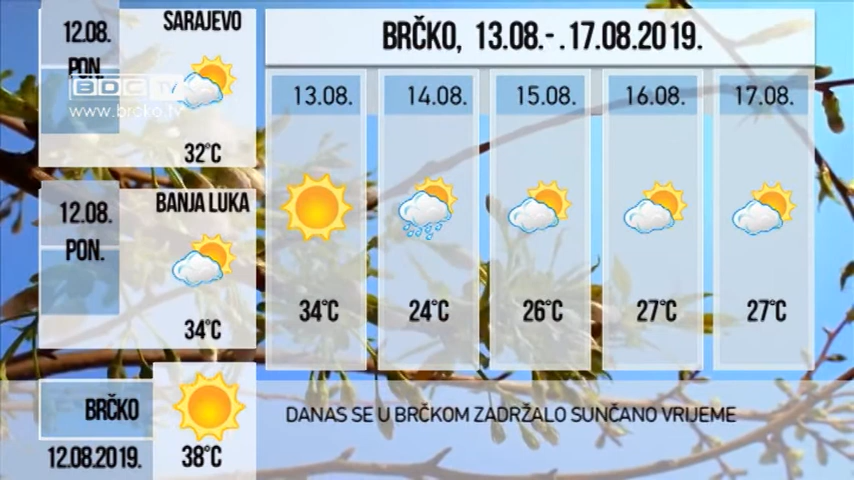 12.08.
PON.
SARAJEVO
BDC TV
www.brcko.tv
32°C
12.08.
PON.
BANJA LUKA
34°C
BRČKO
12.08.2019.
38°C
BRČKO, 13.08.-.17.08.2019.
13.08.
14.08.
15.08.
16.08.
17.08.
34°C
24°C
26°C
27°C
27°C
DANAS SE U BRČKOM ZADRŽALO SUNČANO VRIJEME